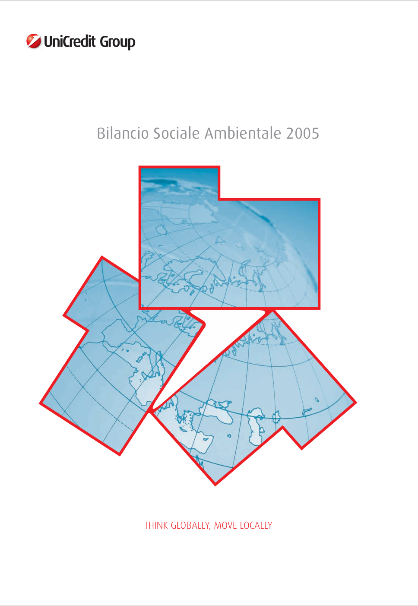 UniCredit Group
Bilancio Sociale Ambientale 2005
THINK GLOBALLY, MOVE LOCALLY